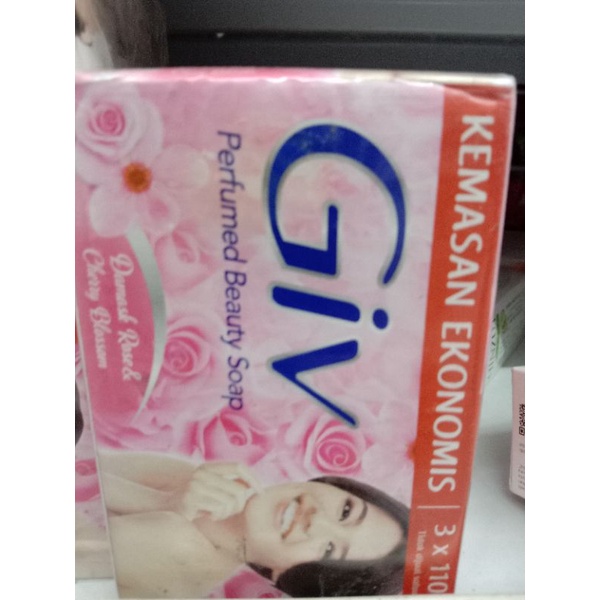 KEMASAN EKONOMIS | 3 x 110
Giv
Perfumed Beauty Soap
Damask Rose &
Cherry Blossom